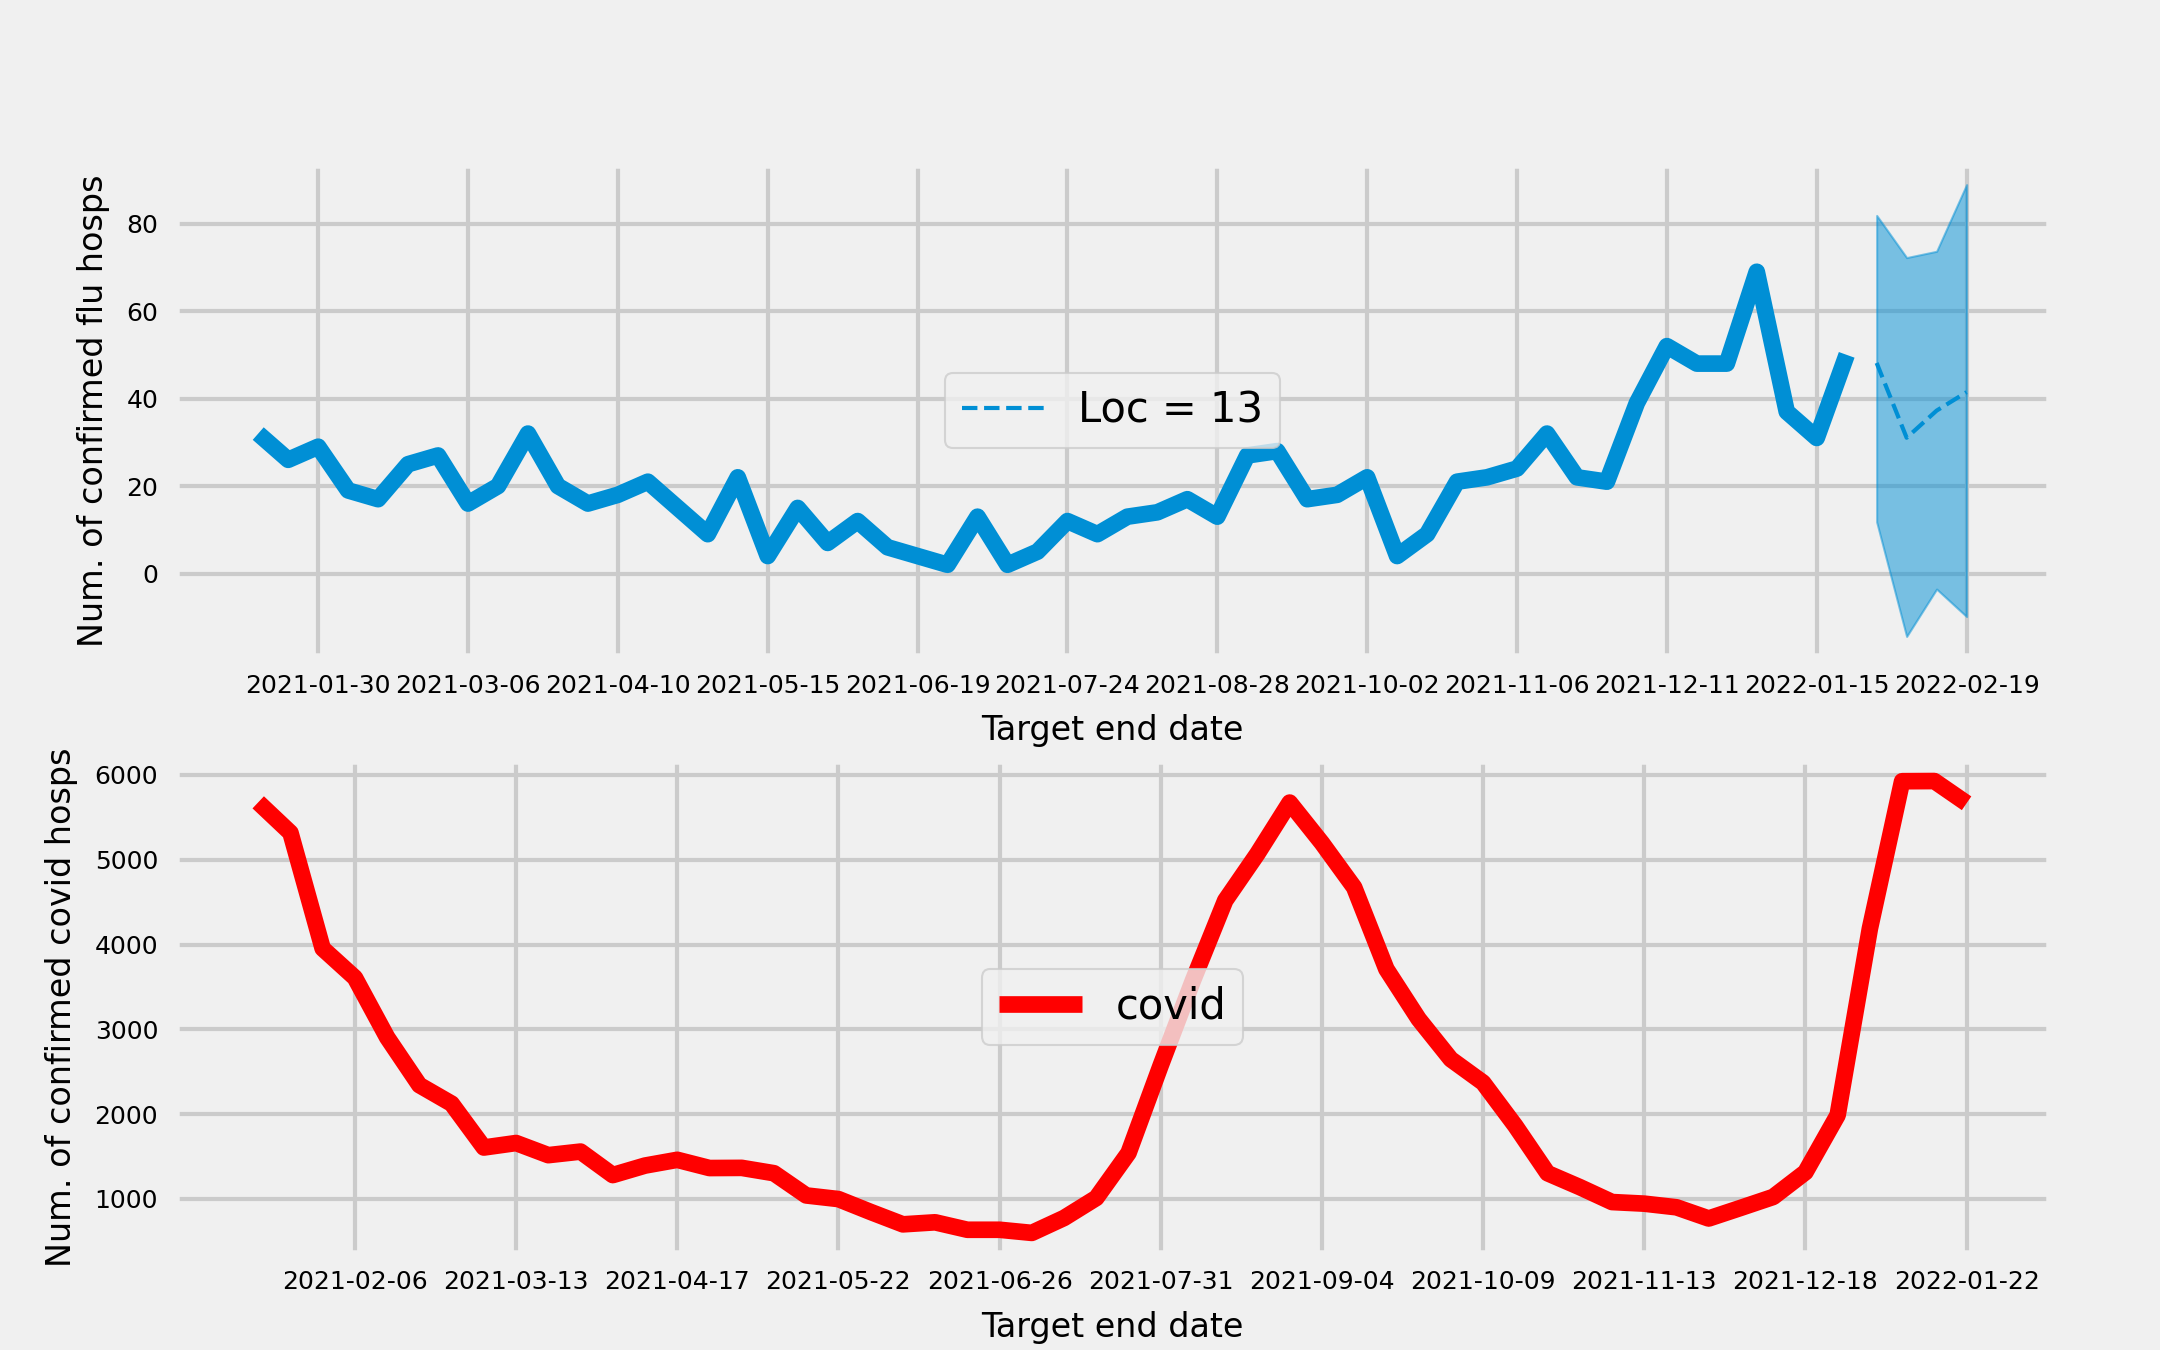 Num. of confirmed flu hosps
80
60
40
20
0
Loc = 13
2021-01-30 2021-03-06 2021-04-10 2021-05-15 2021-06-19 2021-07-24 2021-08-28 2021-10-02 2021-11-06 2021-12-11 2022-01-15 2022-02-19
Target end date
Num. of confirmed covid hosps
6000
5000
4000
3000
2000
1000
covid
2021-02-06 2021-03-13 2021-04-17 2021-05-22 2021-06-26 2021-07-31 2021-09-04 2021-10-09 2021-11-13 2021-12-18 2022-01-22
Target end date